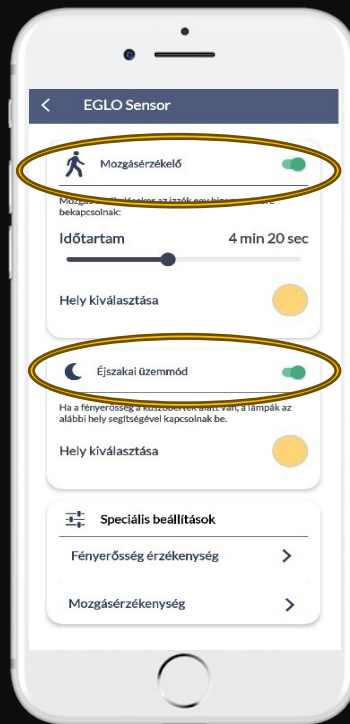 EGLO Sensor
Mozgásérzékelő
bekapcsolnak:
Időtartam 4 min 20 sec
Hely kiválasztása
Éjszakai üzemmód
Ha a fényerősség a küszöbérték alatt van, a lámpák az
alábbi hely segítségével kapcsolnak be.
Hely kiválasztása
Speciális beállítások
Fényerősség érzékenység
Mozgásérzékenység